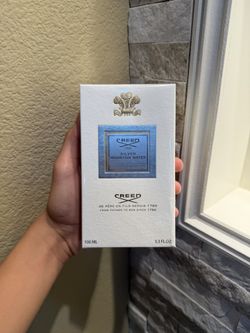 CREED
SILVER
MOUNTAIN WATER
CREED
DE PÈRE EN FILS DEPUIS 1760
FROM FATHER TO SON SINCE 1760
100 ML 3,3 FL.OZ